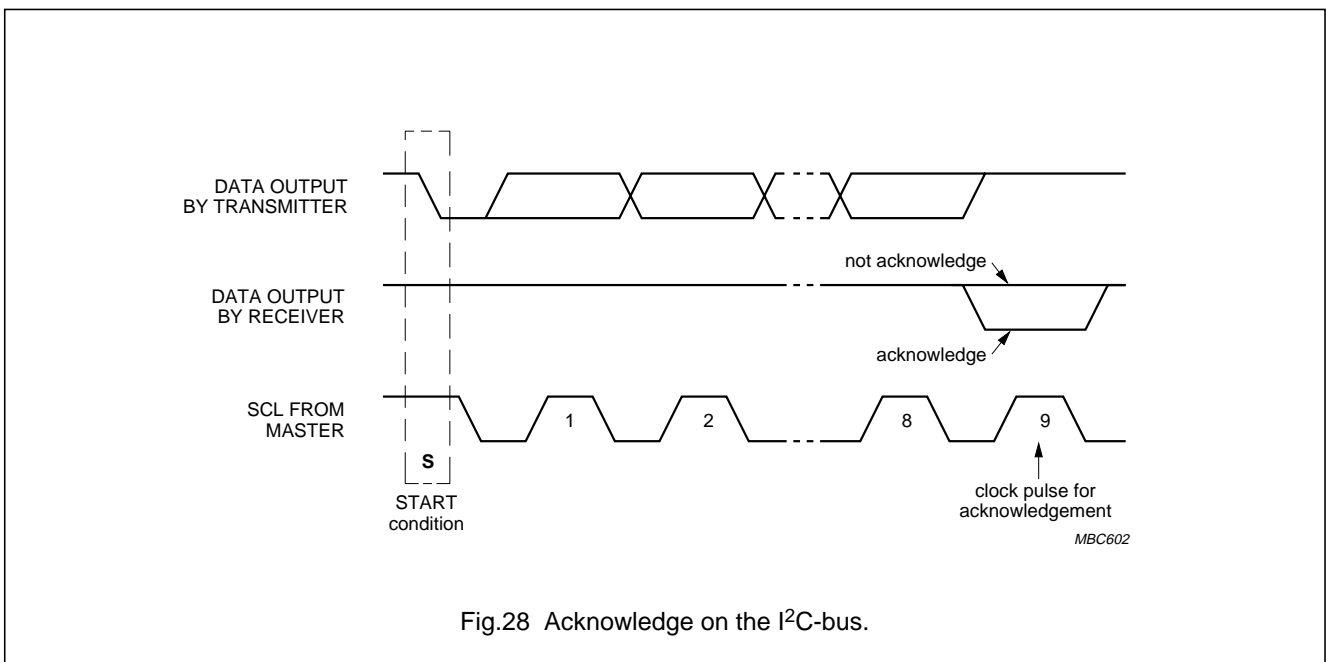 DATA OUTPUT
BY TRANSMITTER
not acknowledge
DATA OUTPUT
BY RECEIVER
acknowledge
SCL FROM
MASTER
1
2
8
9
S
START
condition
clock pulse for
acknowledgement
MBC602
Fig.28 Acknowledge on the I²C-bus.